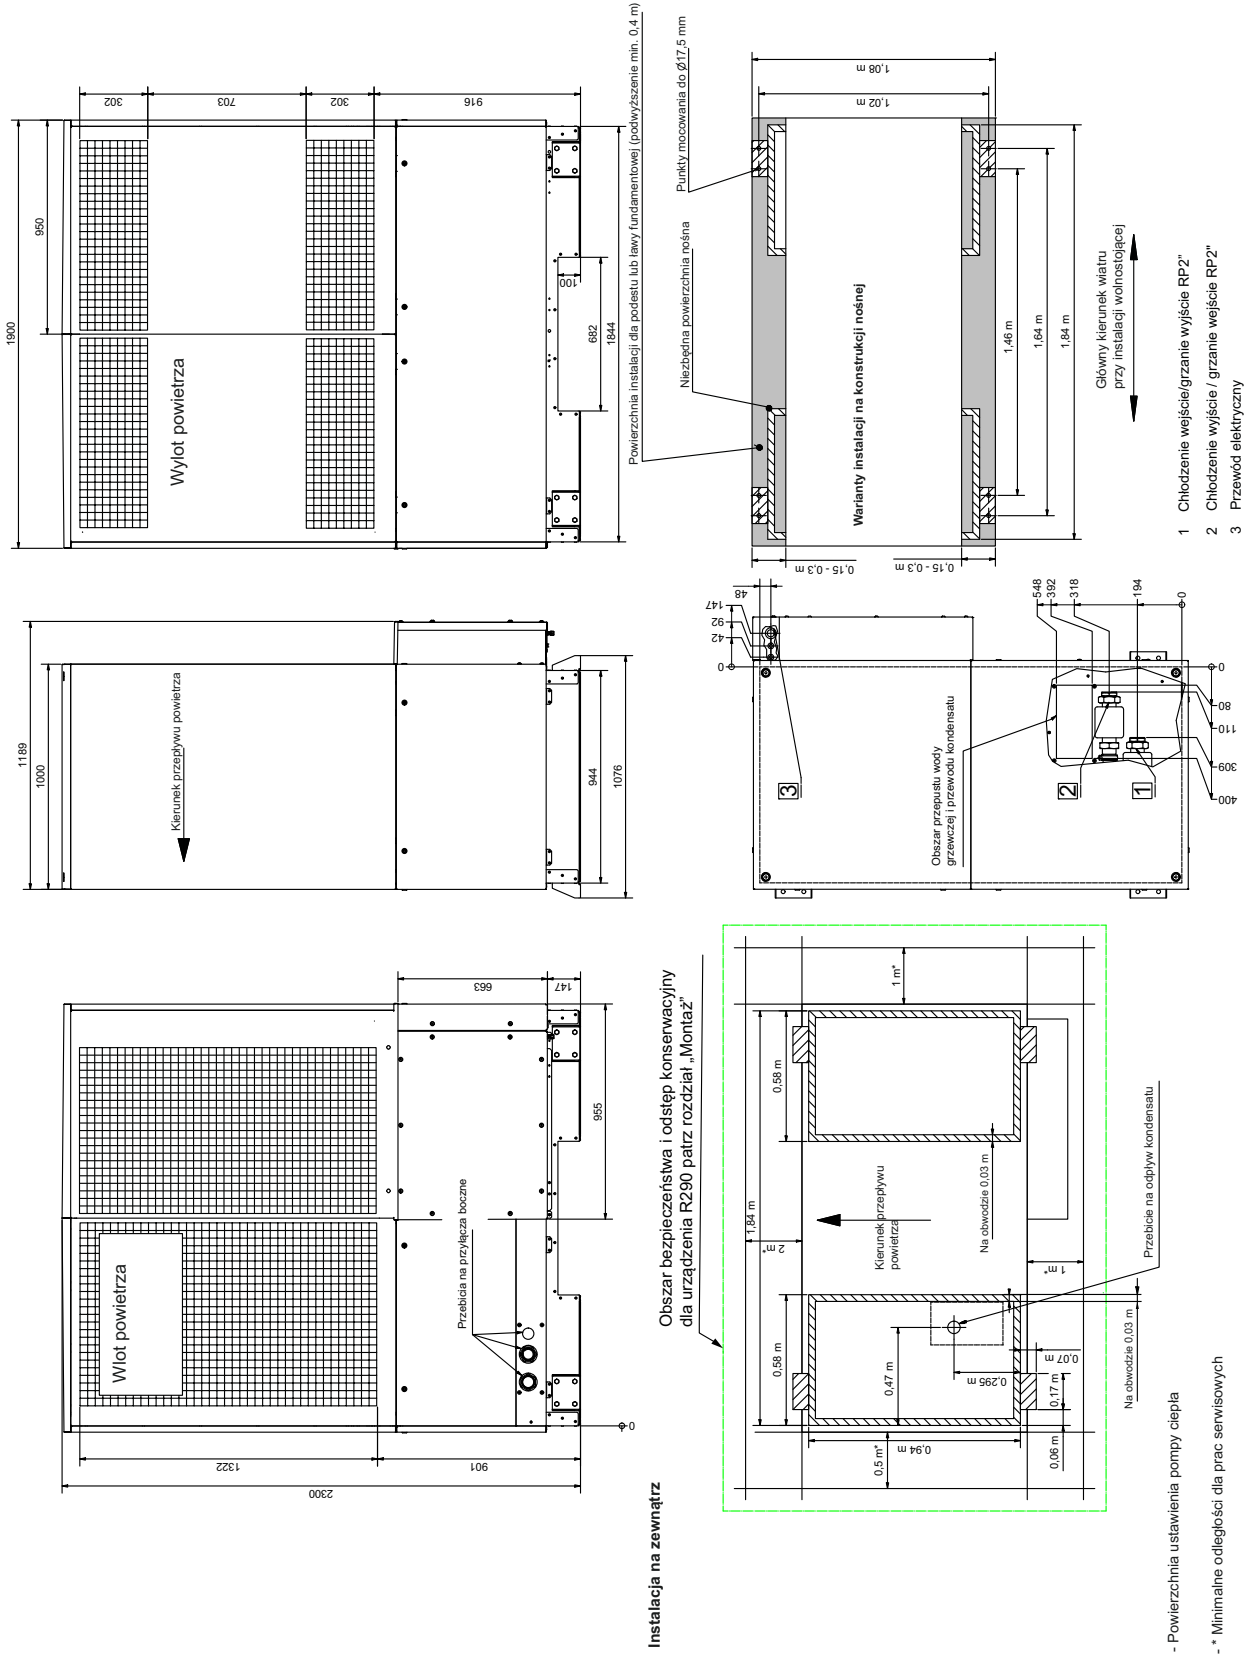 Instalacja na zewnątrz
2300
1322
901
Wlot powietrza
Przebicia na przyłącza boczne
663
147
955
0
1189
1000
Kierunek przepływu powietrza
944
1076
1900
950
Wylot powietrza
302
703
302
916
100
682
1844
Obszar bezpieczeństwa i odstęp konserwacyjny
dla urządzenia R290 patrz rozdział „Montaż”
1 m*
1,84 m
2 m*
0,58 m
0,58 m
Na obwodzie 0,03 m
Kierunek przepływu
powietrza
1 m*
0,47 m
0,295 m
0,07 m
0,94 m
0,5 m*
0,17 m
0,06 m
Na obwodzie 0,03 m
Przebicie na odpływ kondensatu
0
42
92
147
48
3
2
1
Obszar przepustu wody
grzewczej i przewodu kondensatu
548
392
318
194
0
0
80
110
309
400
Powierzchnia instalacji dla podestu lub ławy fundamentowej (podwyższenie min. 0,4 m)
Niezbędna powierzchnia nośna
Punkty mocowania do Ø17,5 mm
1,08 m
1,02 m
Warianty instalacji na konstrukcji nośnej
0,15 - 0,3 m
0,15 - 0,3 m
1,46 m
1,64 m
1,84 m
Główny kierunek wiatru
przy instalacji wolnostojącej
1 Chłodzenie wejście/grzanie wyjście RP2"
2 Chłodzenie wyjście / grzanie wejście RP2"
3 Przewód elektryczny
- Powierzchnia ustawienia pompy ciepła
- * Minimalne odległości dla prac serwisowych